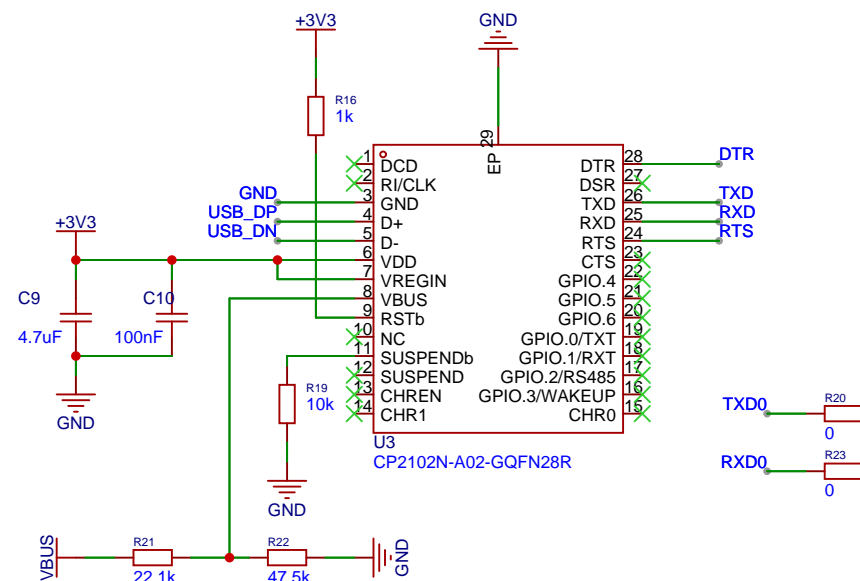 +3V3
GND
R16
1k
EP 29
1 DCD
2 RI/CLK
GND 3 GND
USB_DP 4 D+
USB_DN 5 D-
6 VDD
7 VREGIN
8 VBUS
9 RSTb
10 NC
11 SUSPENDb
12 SUSPEND
13 CHREN
14 CHR1
DTR 28 DTR
DSR 27
TXD 26 TXD
RXD 25 RXD
RTS 24 RTS
CTS 23
GPIO.4 22
GPIO.5 21
GPIO.6 20
GPIO.0/TXT 19
GPIO.1/RXT 18
GPIO.2/RS485 17
GPIO.3/WAKEUP 16
CHR0 15
+3V3
C9
4.7uF
C10
100nF
GND
R19
10k
GND
U3
CP2102N-A02-GQFN28R
TXD0
R20
0
RXD0
R23
0
VBUS
R21
22.1k
R22
47.5k
GND